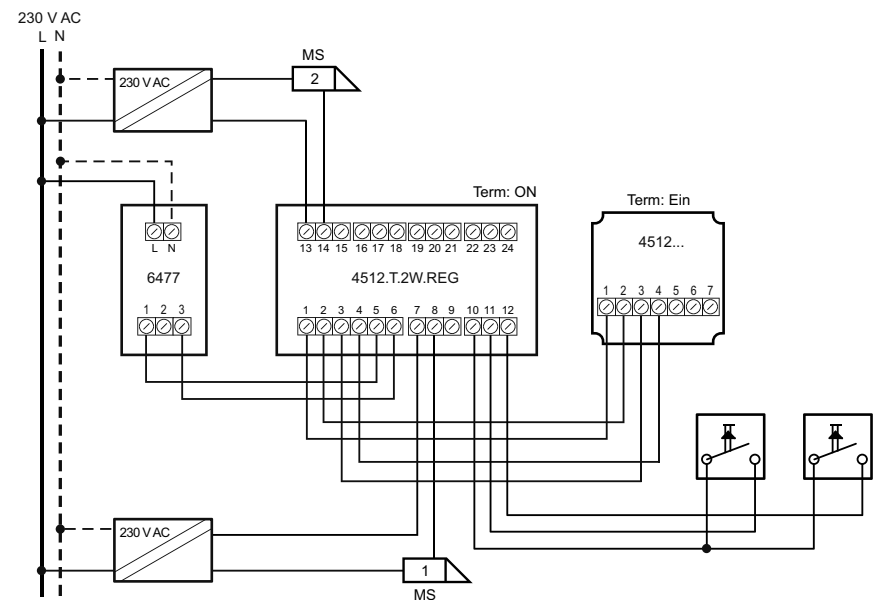 230 V AC
L N
MS
230 V AC
2
Term: ON
Term: Ein
L N
13 14 15 16 17 18 19 20 21 22 23 24
4512...
6477
4512.T.2W.REG
1 2 3
1 2 3 4 5 6 7 8 9 10 11 12
1 2 3 4 5 6 7
230 V AC
1
MS